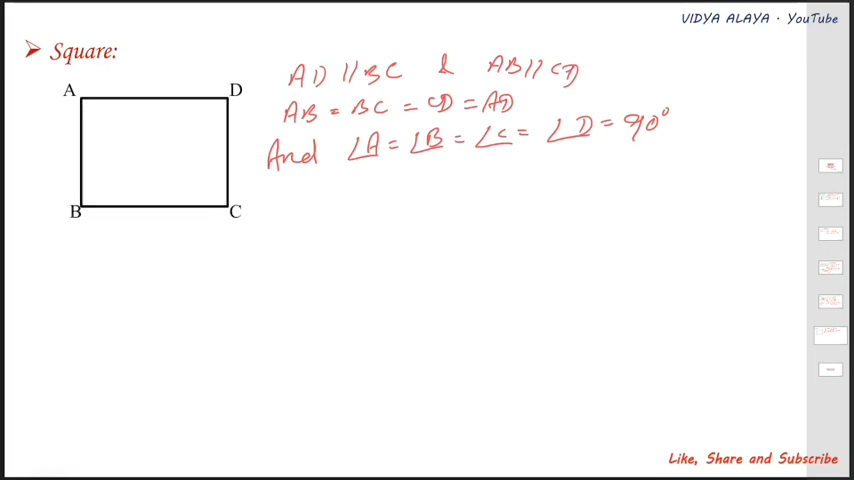 VIDYA ALAYA · YouTube
➢ Square:
A D
B C
AD // BC & AB // CD
AB = BC = CD = AD
And ∠A = ∠B = ∠C = ∠D = 90°
Like, Share and Subscribe